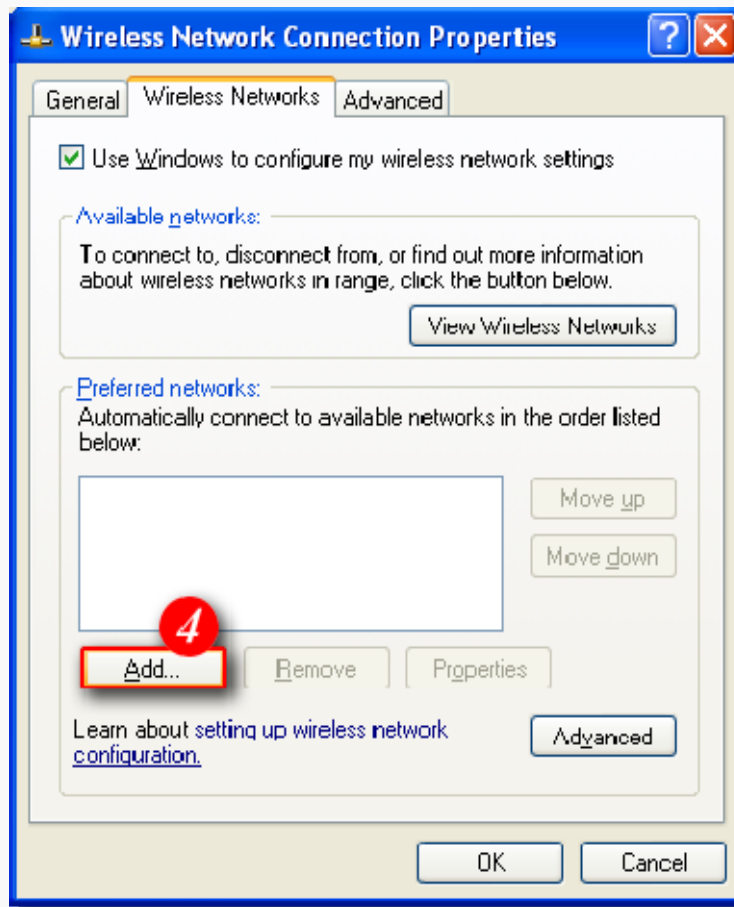 Wireless Network Connection Properties
General Wireless Networks Advanced
Use Windows to configure my wireless network settings
Available networks:
To connect to, disconnect from, or find out more information
about wireless networks in range, click the button below.
View Wireless Networks
Preferred networks:
Automatically connect to available networks in the order listed
below:
Move up
Move down
4
Add... Remove Properties
Learn about setting up wireless network
configuration.
Advanced
OK Cancel